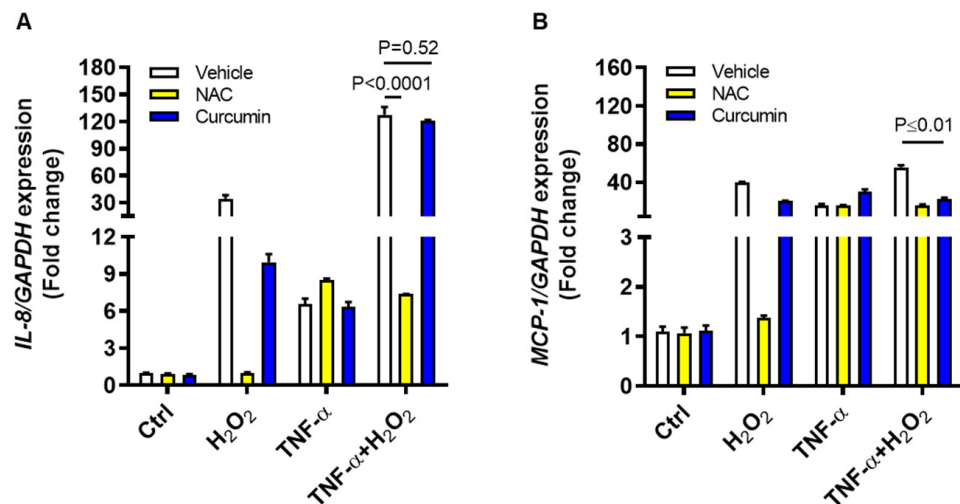 A
IL-8/GAPDH expression
(Fold change)
180
150
120
90
60
30
12
9
6
3
0
Vehicle
NAC
Curcumin
P=0.52
P<0.0001
Ctrl
H₂O₂
TNF-α
TNF-α+H₂O₂
B
MCP-1/GAPDH expression
(Fold change)
160
120
80
40
3
2
1
0
Vehicle
NAC
Curcumin
P≤0.01
Ctrl
H₂O₂
TNF-α
TNF-α+H₂O₂